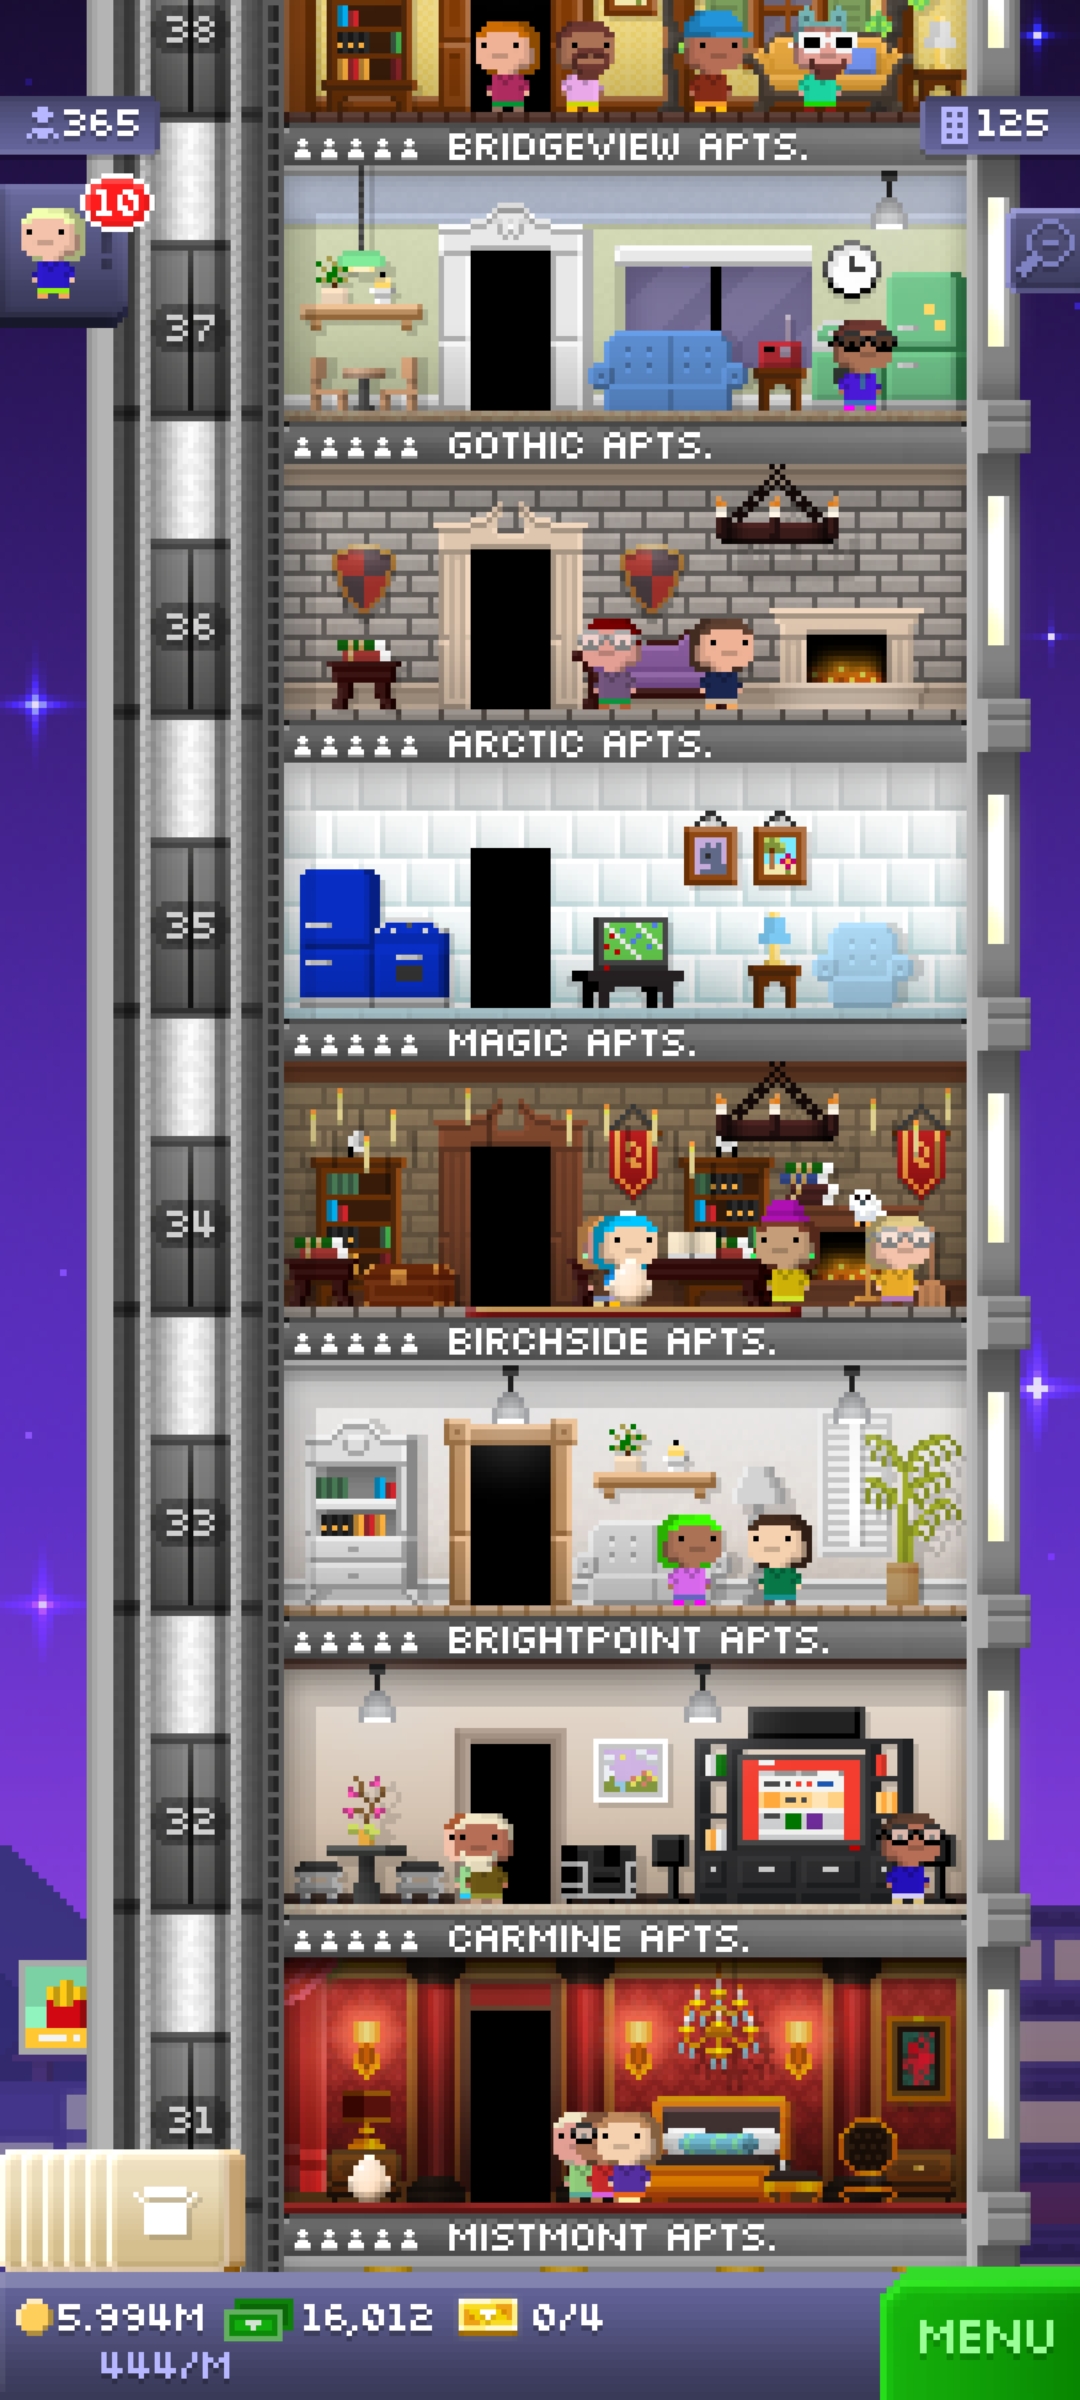 38
365
125
BRIDGEVIEW APTS.
10
37
GOTHIC APTS.
36
ARCTIC APTS.
35
MAGIC APTS.
34
BIRCHSIDE APTS.
33
BRIGHTPOINT APTS.
32
CARMINE APTS.
31
MISTMONT APTS.
5.994M 16,012 0/4
444/M
MENU